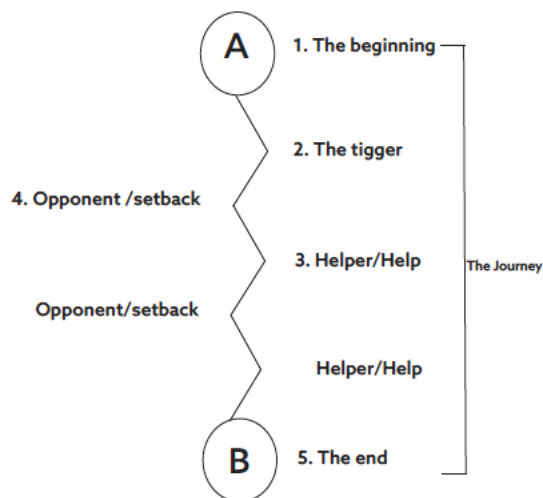 A
1. The beginning
2. The tigger
4. Opponent /setback
3. Helper/Help
The Journey
Opponent/setback
Helper/Help
B
5. The end